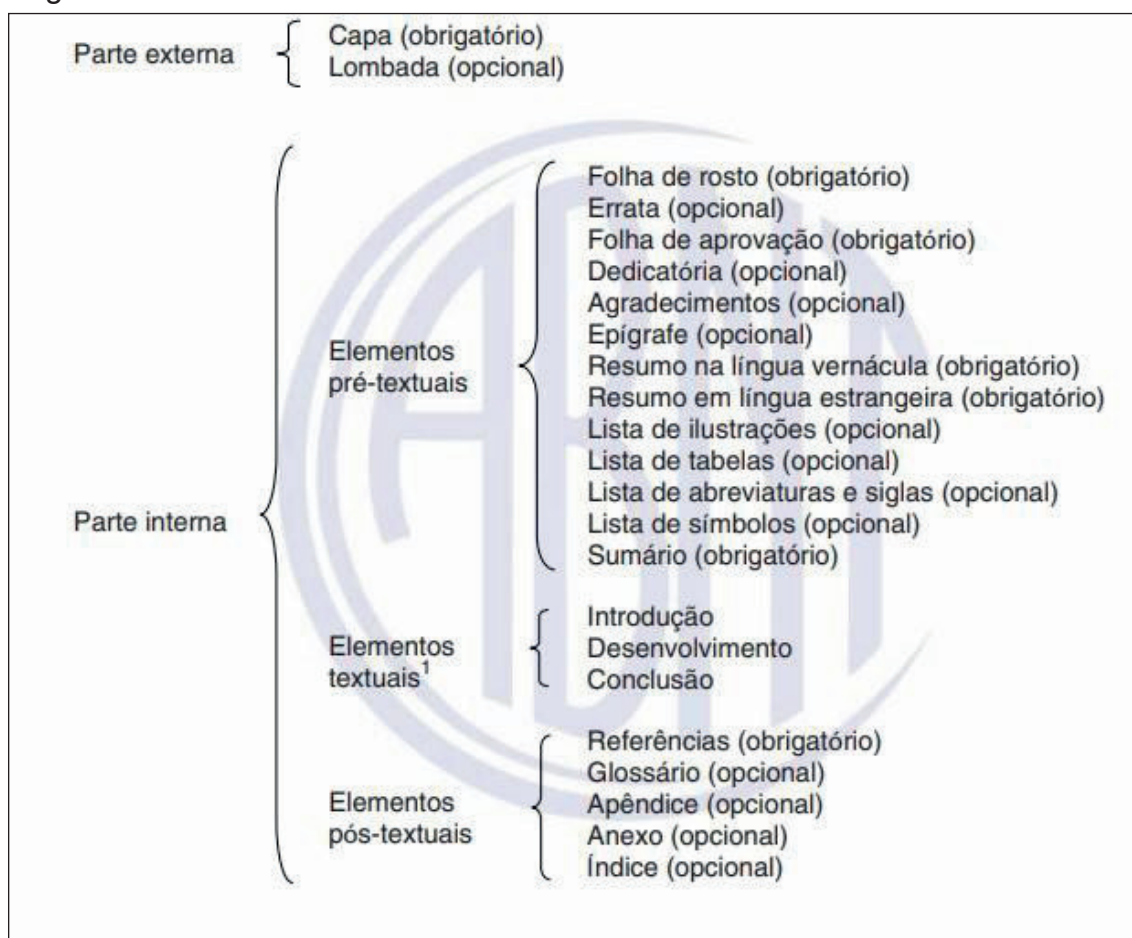 Parte externa
Capa (obrigatório)
Lombada (opcional)
Parte interna
Elementos
pré-textuais
Folha de rosto (obrigatório)
Errata (opcional)
Folha de aprovação (obrigatório)
Dedicatória (opcional)
Agradecimentos (opcional)
Epígrafe (opcional)
Resumo na língua vernácula (obrigatório)
Resumo em língua estrangeira (obrigatório)
Lista de ilustrações (opcional)
Lista de tabelas (opcional)
Lista de abreviaturas e siglas (opcional)
Lista de símbolos (opcional)
Sumário (obrigatório)
Elementos
textuais¹
Introdução
Desenvolvimento
Conclusão
Elementos
pós-textuais
Referências (obrigatório)
Glossário (opcional)
Apêndice (opcional)
Anexo (opcional)
Índice (opcional)
ABNT